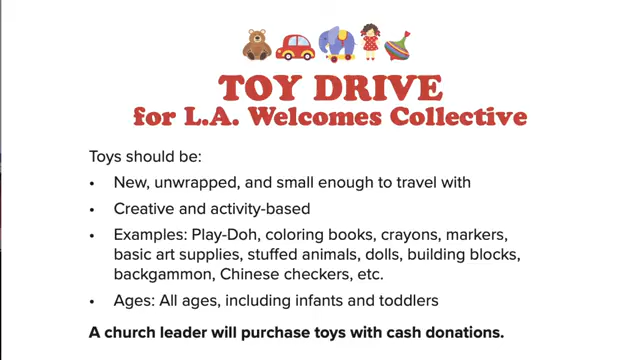 TOY DRIVE
for L.A. Welcomes Collective
Toys should be:
• New, unwrapped, and small enough to travel with
• Creative and activity-based
• Examples: Play-Doh, coloring books, crayons, markers,
basic art supplies, stuffed animals, dolls, building blocks,
backgammon, Chinese checkers, etc.
• Ages: All ages, including infants and toddlers
A church leader will purchase toys with cash donations.